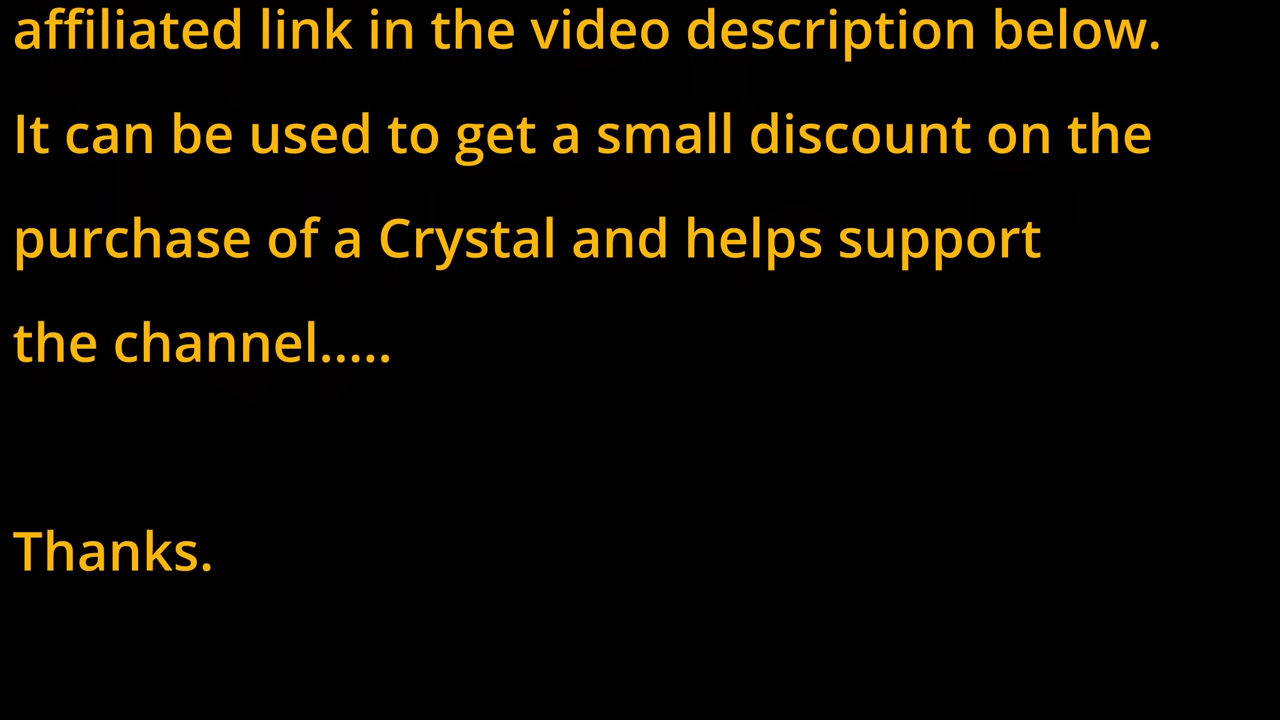 affiliated link in the video description below.
It can be used to get a small discount on the
purchase of a Crystal and helps support
the channel.....
Thanks.